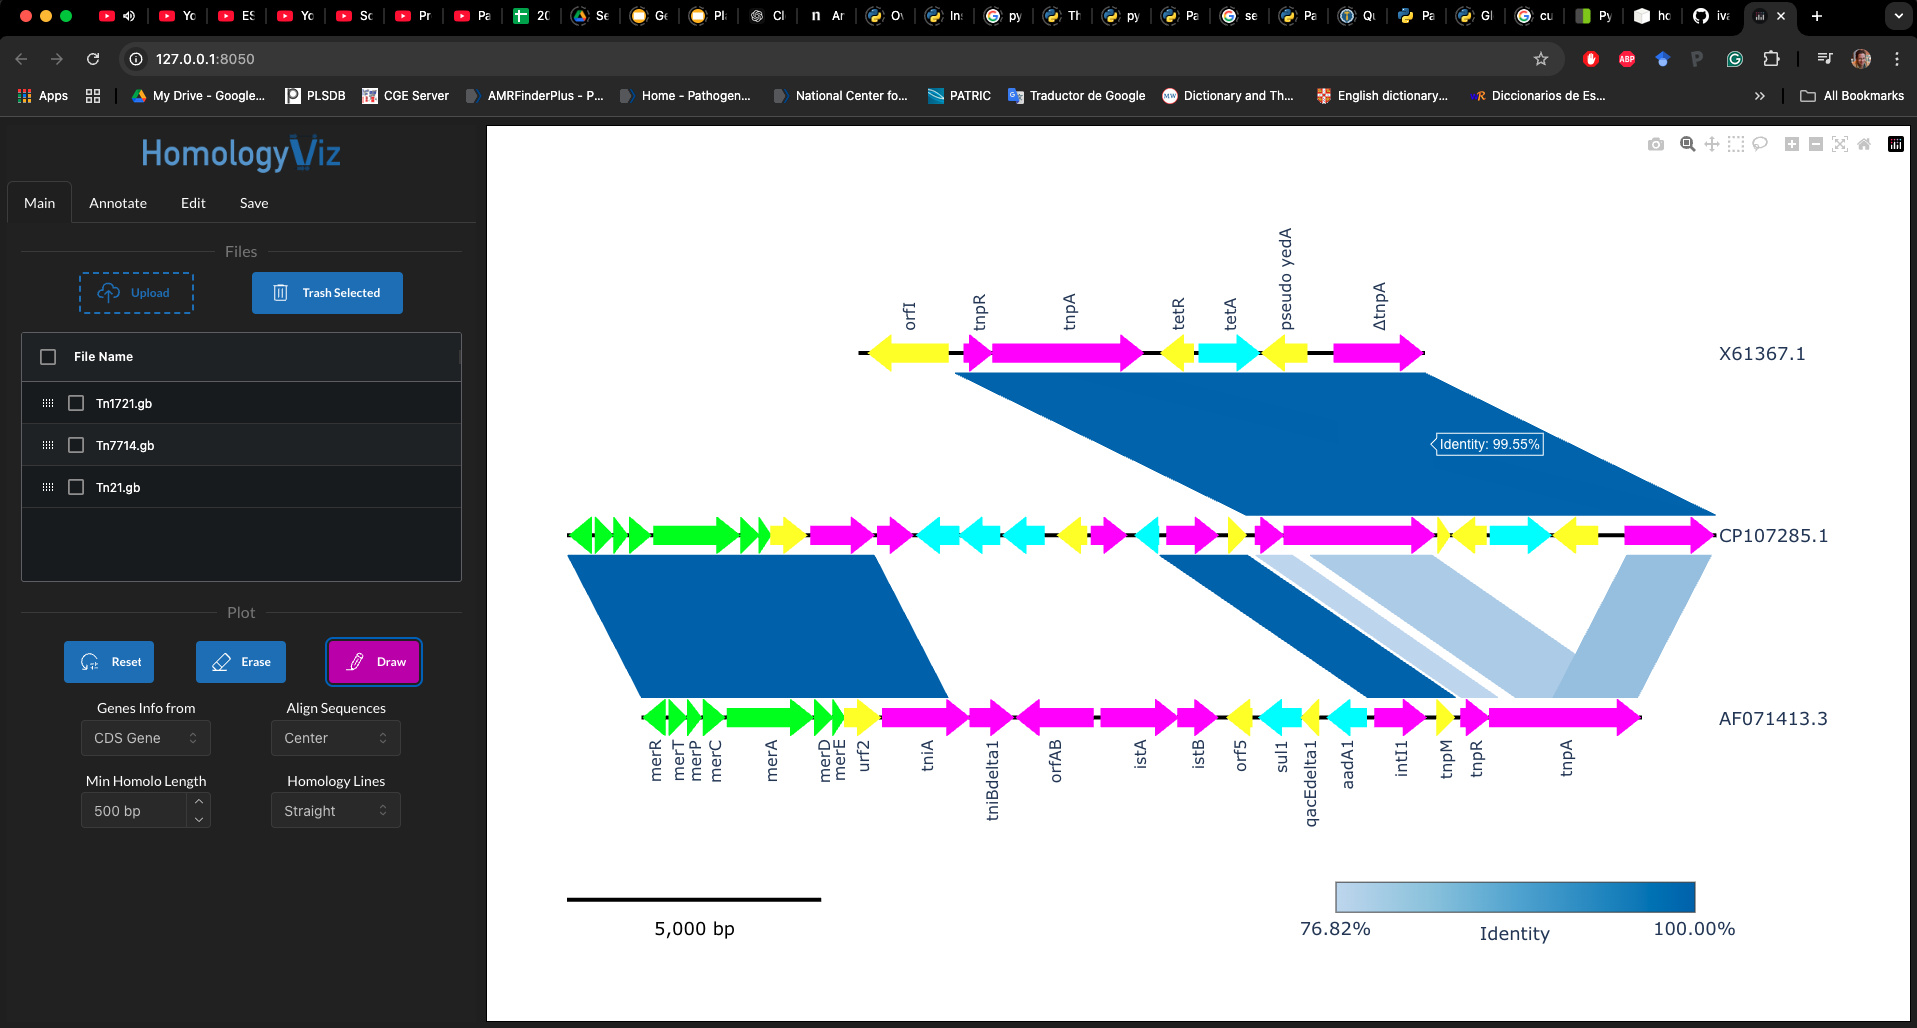 Yo
ES
Yo
Sc
Pr
Pa
20
Se
Ge
Pl
Cl
Ar
Ov
In
py
Th
py
Pa
se
Pa
Qu
Pa
Gl
cu
Py
ho
iva
127.0.0.1:8050
Apps
My Drive - Google...
PLSDB
CGE Server
AMRFinderPlus - P...
Home - Pathogen...
National Center fo...
PATRIC
Traductor de Google
Dictionary and Th...
English dictionary...
Diccionarios de Es...
All Bookmarks
HomologyViz
Main Annotate Edit Save
Files
Upload
Trash Selected
File Name
Tn1721.gb
Tn7714.gb
Tn21.gb
Plot
Reset
Erase
Draw
Genes Info from
Align Sequences
CDS Gene
Center
Min Homolo Length
Homology Lines
500 bp
Straight
orfI
tnpR
tnpA
tetR
tetA
pseudo yedA
ΔtnpA
X61367.1
Identity: 99.55%
CP107285.1
AF071413.3
merR
merT
merP
merC
merA
merD
merE
urf2
tniA
tniBdelta1
orfAB
istA
istB
orf5
sul1
qacEdelta1
aadA1
intI1
tnpM
tnpR
tnpA
5,000 bp
76.82%
Identity
100.00%